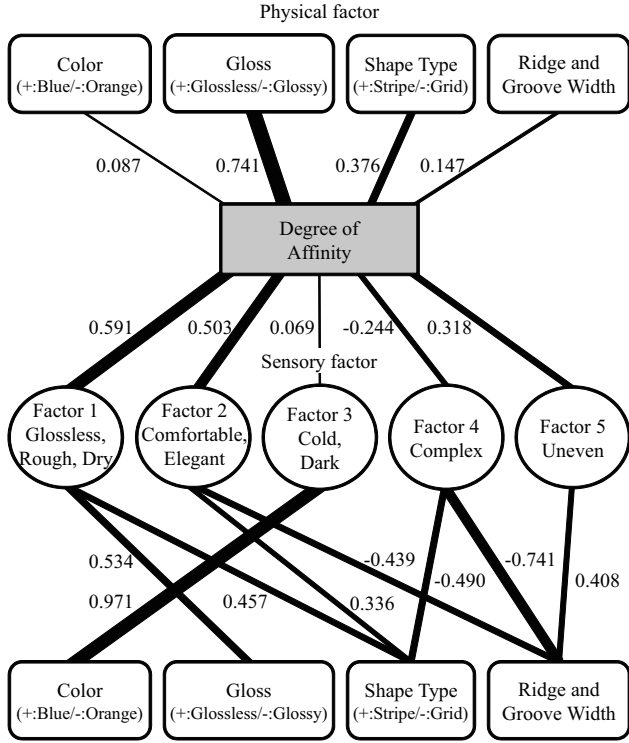 Physical factor
Color
(+:Blue/-:Orange)
Gloss
(+:Glossless/-:Glossy)
Shape Type
(+:Stripe/-:Grid)
Ridge and
Groove Width
0.087
0.741
0.376
0.147
Degree of
Affinity
0.591
0.503
0.069
-0.244
0.318
Sensory factor
Factor 1
Glossless,
Rough, Dry
Factor 2
Comfortable,
Elegant
Factor 3
Cold,
Dark
Factor 4
Complex
Factor 5
Uneven
0.534
-0.439
-0.741
0.971
0.457
0.336
-0.490
0.408
Color
(+:Blue/-:Orange)
Gloss
(+:Glossless/-:Glossy)
Shape Type
(+:Stripe/-:Grid)
Ridge and
Groove Width